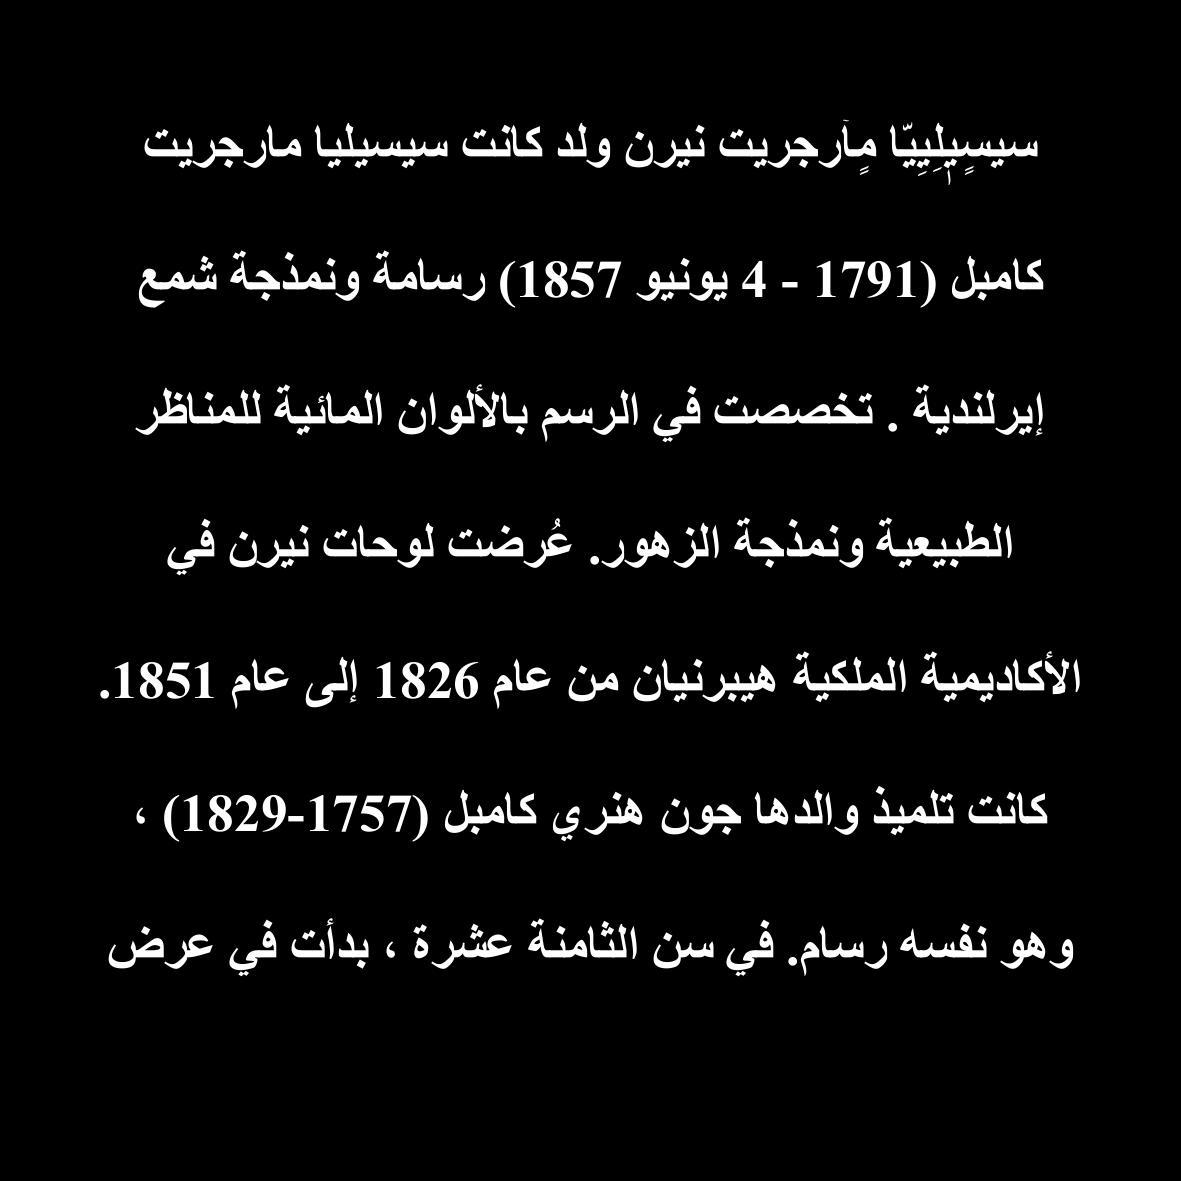 سيسٍيٖلِيِيّا مٍآرجريت نيرن ولد كانت سيسيليا مارجريت
كامبل (1791 - 4 يونيو 1857) رسامة ونمذجة شمع
إيرلندية . تخصصت في الرسم بالألوان المائية للمناظر
الطبيعية ونمذجة الزهور. عُرضت لوحات نيرن في
الأكاديمية الملكية هيبرنيان من عام 1826 إلى عام 1851.
كانت تلميذ والدها جون هنري كامبل (1757-1829) ،
وهو نفسه رسام. في سن الثامنة عشرة ، بدأت في عرض